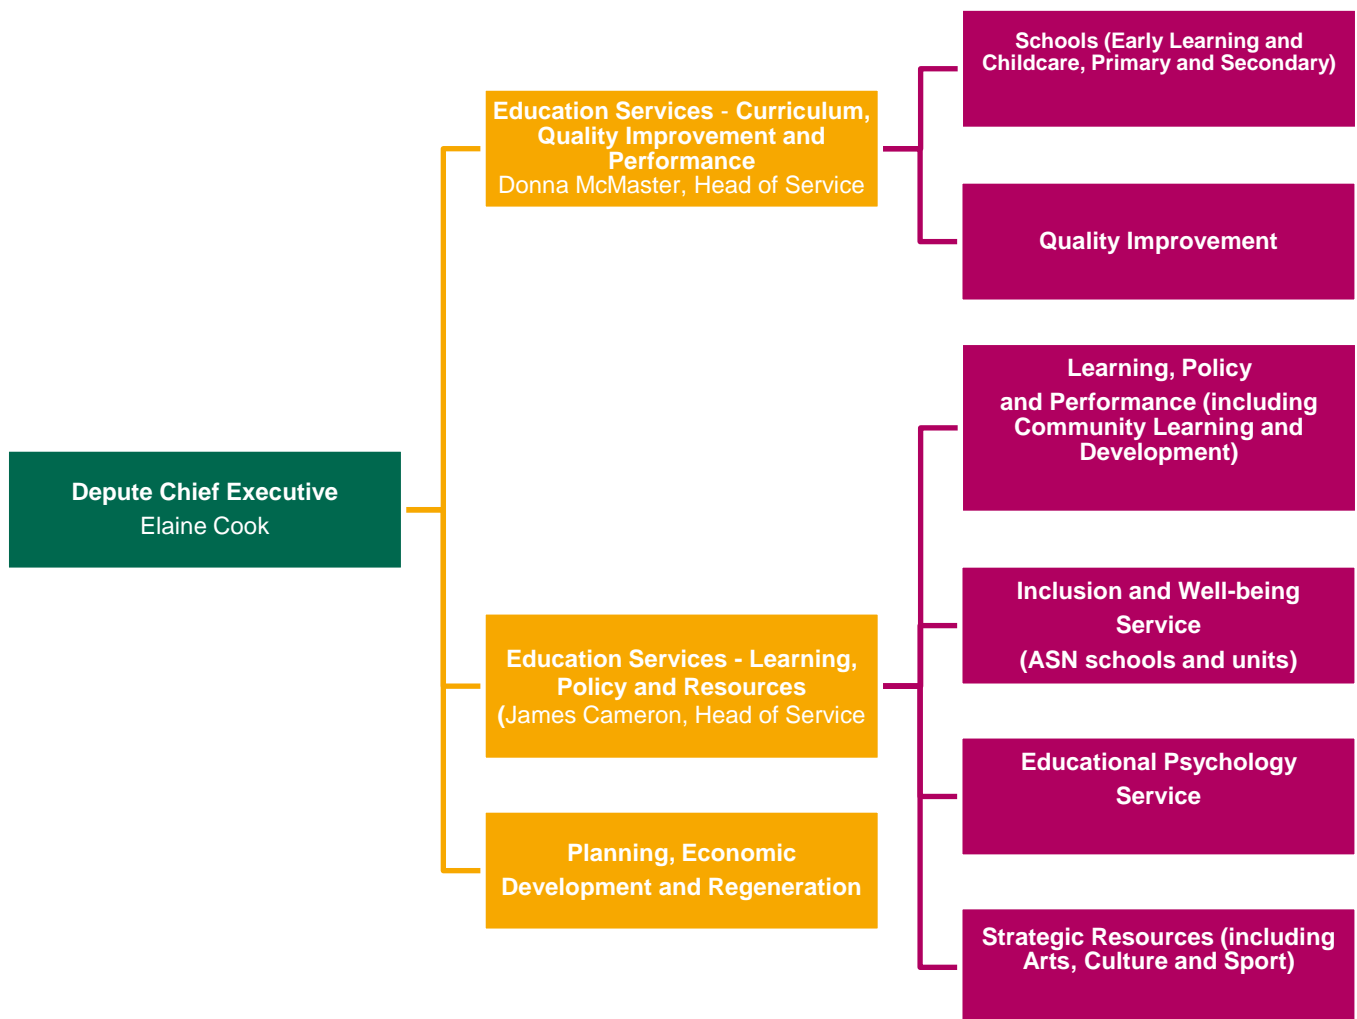 Depute Chief Executive
Elaine Cook
Education Services - Curriculum,
Quality Improvement and
Performance
Donna McMaster, Head of Service
Schools (Early Learning and
Childcare, Primary and Secondary)
Quality Improvement
Education Services - Learning,
Policy and Resources
(James Cameron, Head of Service
Learning, Policy
and Performance (including
Community Learning and
Development)
Inclusion and Well-being
Service
(ASN schools and units)
Educational Psychology
Service
Strategic Resources (including
Arts, Culture and Sport)
Planning, Economic
Development and Regeneration